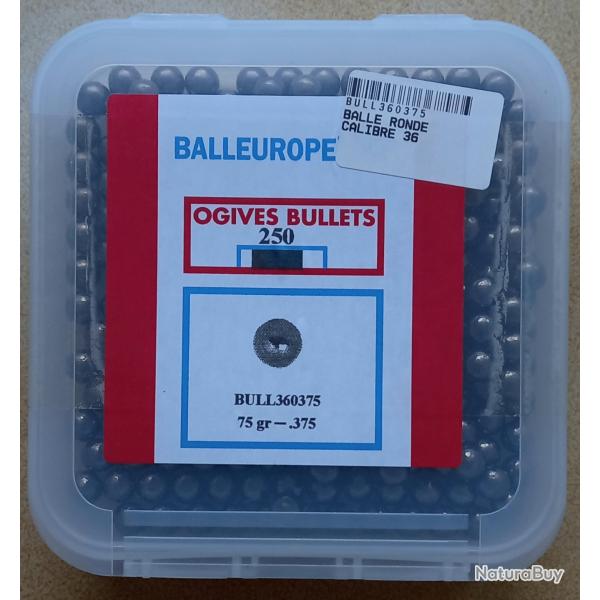 BULL360375
BALLE RONDE
CALIBRE 36
BALLEUROPE
OGIVES BULLETS
250
BULL360375
75 gr – .375
NaturaBuy